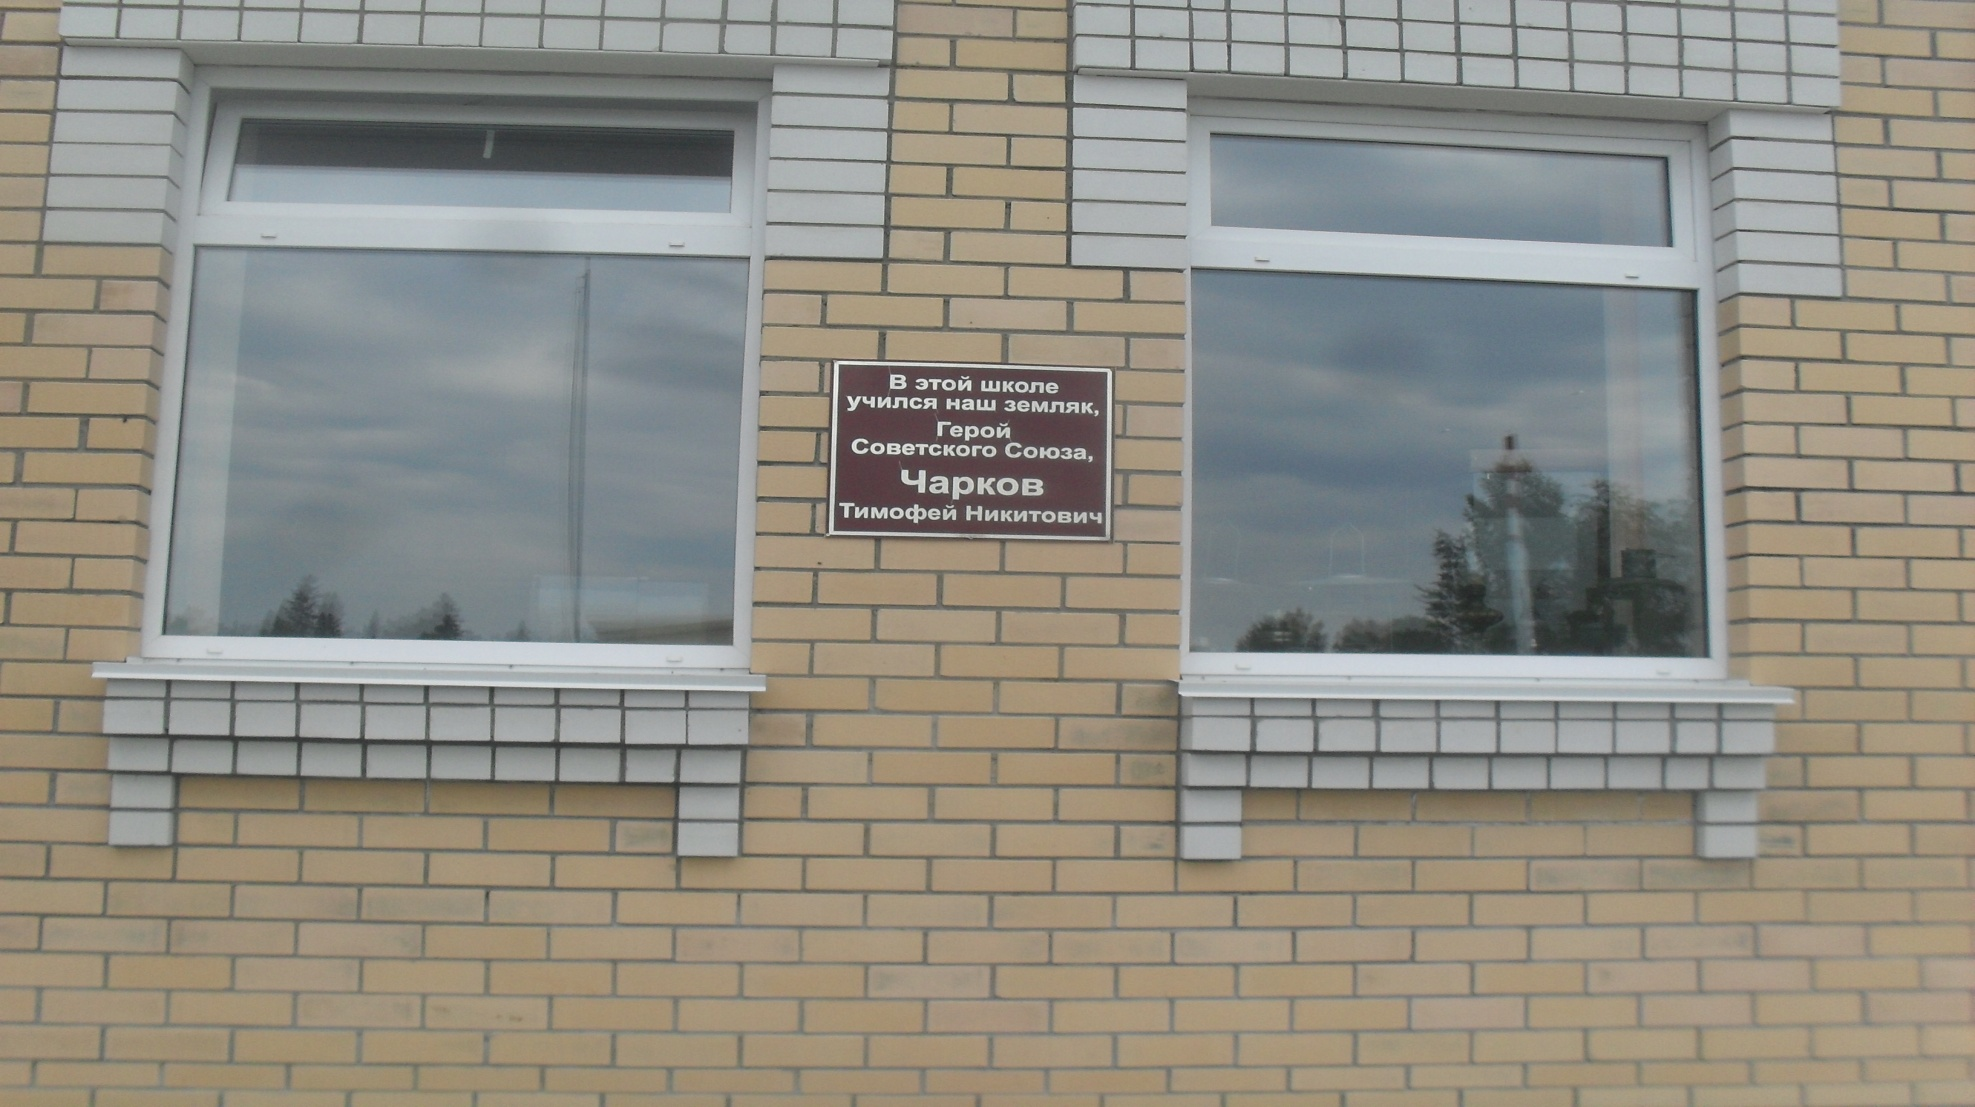 В этой школе
учился наш земляк,
Герой
Советского Союза,
Чарков
Тимофей Никитович